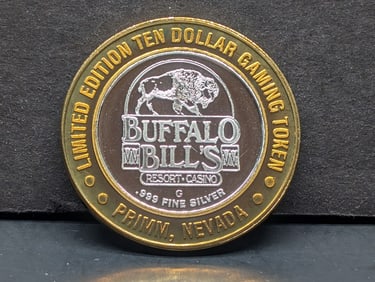 LIMITED EDITION TEN DOLLAR GAMING TOKEN
BUFFALO
BILL'S
RESORT · CASINO
G
.999 FINE SILVER
PRIMM, NEVADA